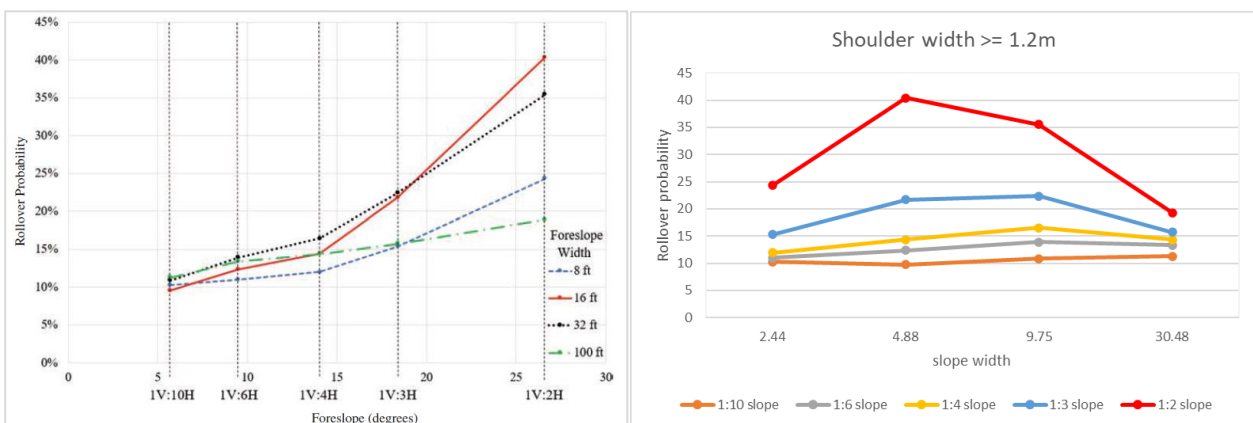 45%
40%
35%
30%
25%
20%
15%
10%
5%
0%
Rollover Probability
Foreslope
Width
8 ft
16 ft
32 ft
100 ft
0 5 10 15 20 25 30
1V:10H 1V:6H 1V:4H 1V:3H 1V:2H
Foreslope (degrees)
Shoulder width >= 1.2m
45
40
35
30
25
20
15
10
5
0
Rollover probability
2.44 4.88 9.75 30.48
slope width
1:10 slope 1:6 slope 1:4 slope 1:3 slope 1:2 slope